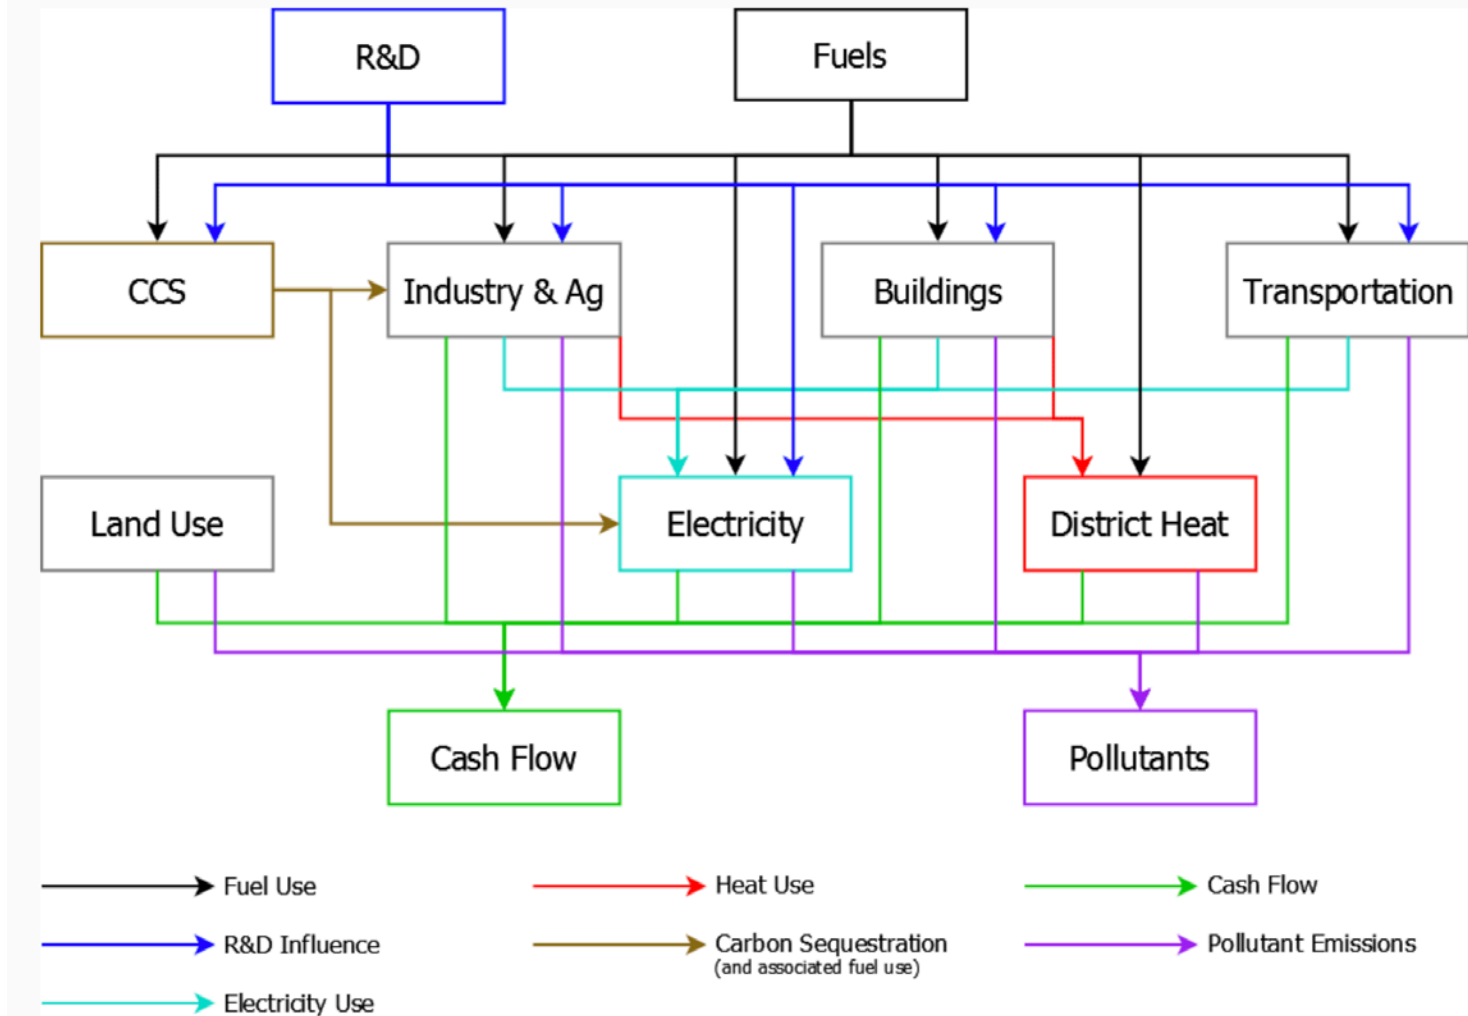 R&D
Fuels
CCS
Industry & Ag
Buildings
Transportation
Land Use
Electricity
District Heat
Cash Flow
Pollutants
Fuel Use
Heat Use
Cash Flow
R&D Influence
Carbon Sequestration
(and associated fuel use)
Pollutant Emissions
Electricity Use